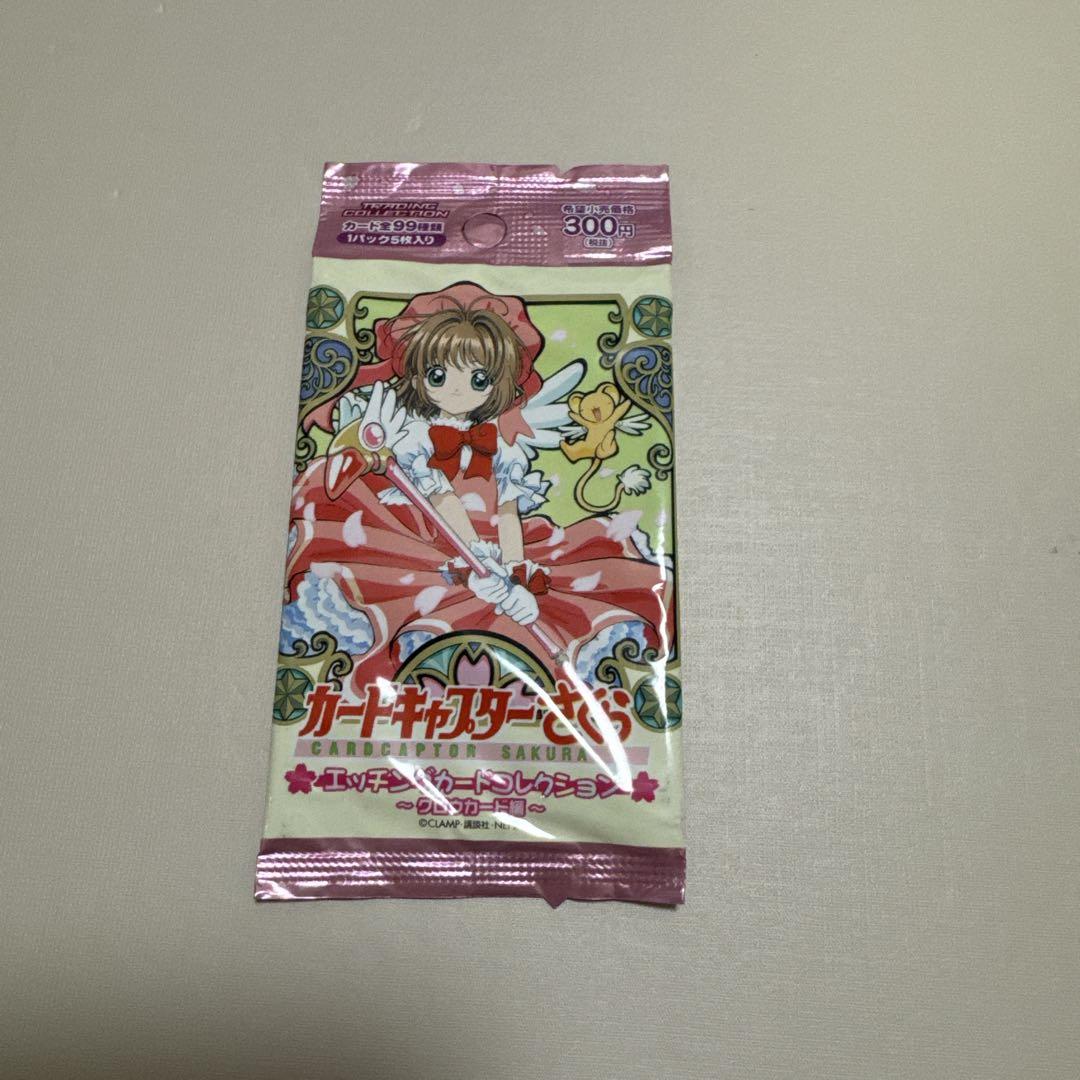 TRADING
COLLECTION
カード全99種類
1パック5枚入り
希望小売価格
300円
(税抜)
カードキャプターさくら
CARDCAPTOR SAKURA
エッチングカードコレクション
～クロウカード編～
©CLAMP・講談社・NE